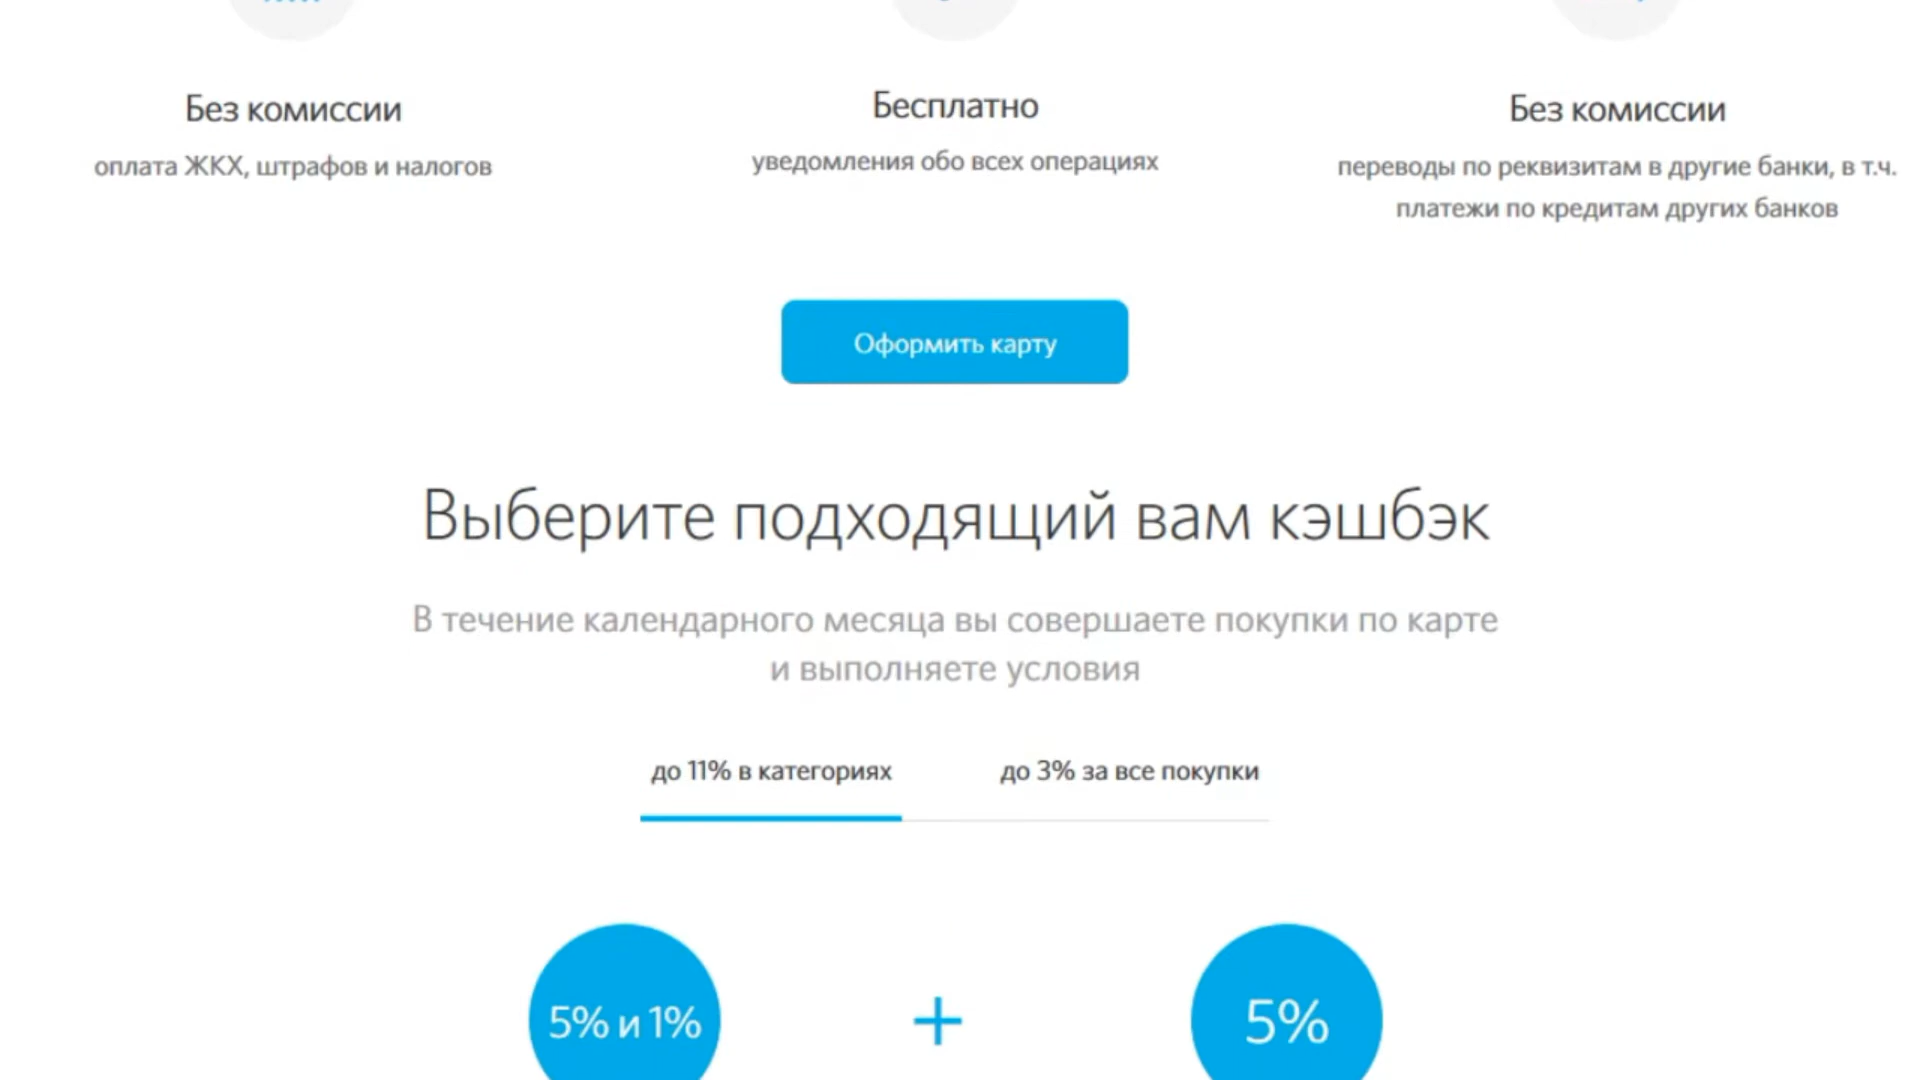 Без комиссии
оплата ЖКХ, штрафов и налогов
Бесплатно
уведомления обо всех операциях
Без комиссии
переводы по реквизитам в другие банки, в т.ч.
платежи по кредитам других банков
Оформить карту
Выберите подходящий вам кэшбэк
В течение календарного месяца вы совершаете покупки по карте
и выполняете условия
до 11% в категориях
до 3% за все покупки
5% и 1%
+
5%